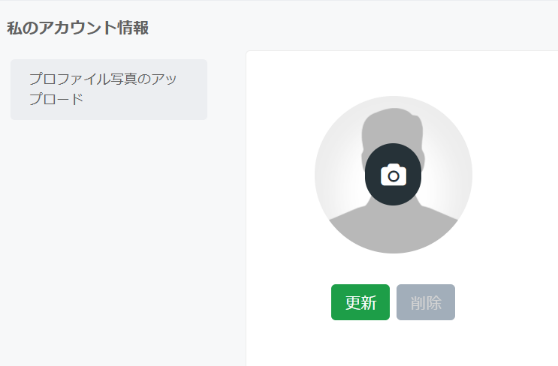 私のアカウント情報
プロファイル写真のアッ
プロード
更新
削除